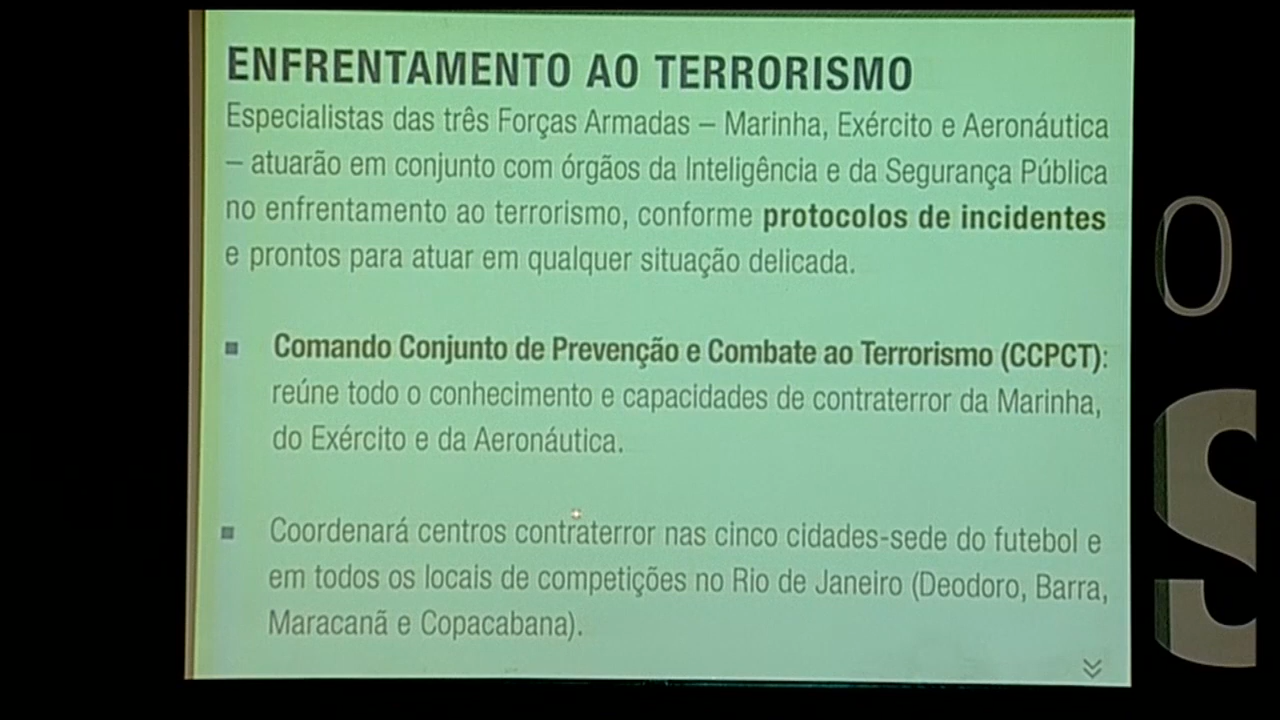 ENFRENTAMENTO AO TERRORISMO
Especialistas das três Forças Armadas – Marinha, Exército e Aeronáutica
– atuarão em conjunto com órgãos da Inteligência e da Segurança Pública
no enfrentamento ao terrorismo, conforme protocolos de incidentes
e prontos para atuar em qualquer situação delicada.
▪ Comando Conjunto de Prevenção e Combate ao Terrorismo (CCPCT):
reúne todo o conhecimento e capacidades de contraterror da Marinha,
do Exército e da Aeronáutica.
▪ Coordenará centros contraterror nas cinco cidades-sede do futebol e
em todos os locais de competições no Rio de Janeiro (Deodoro, Barra,
Maracanã e Copacabana).
O
S